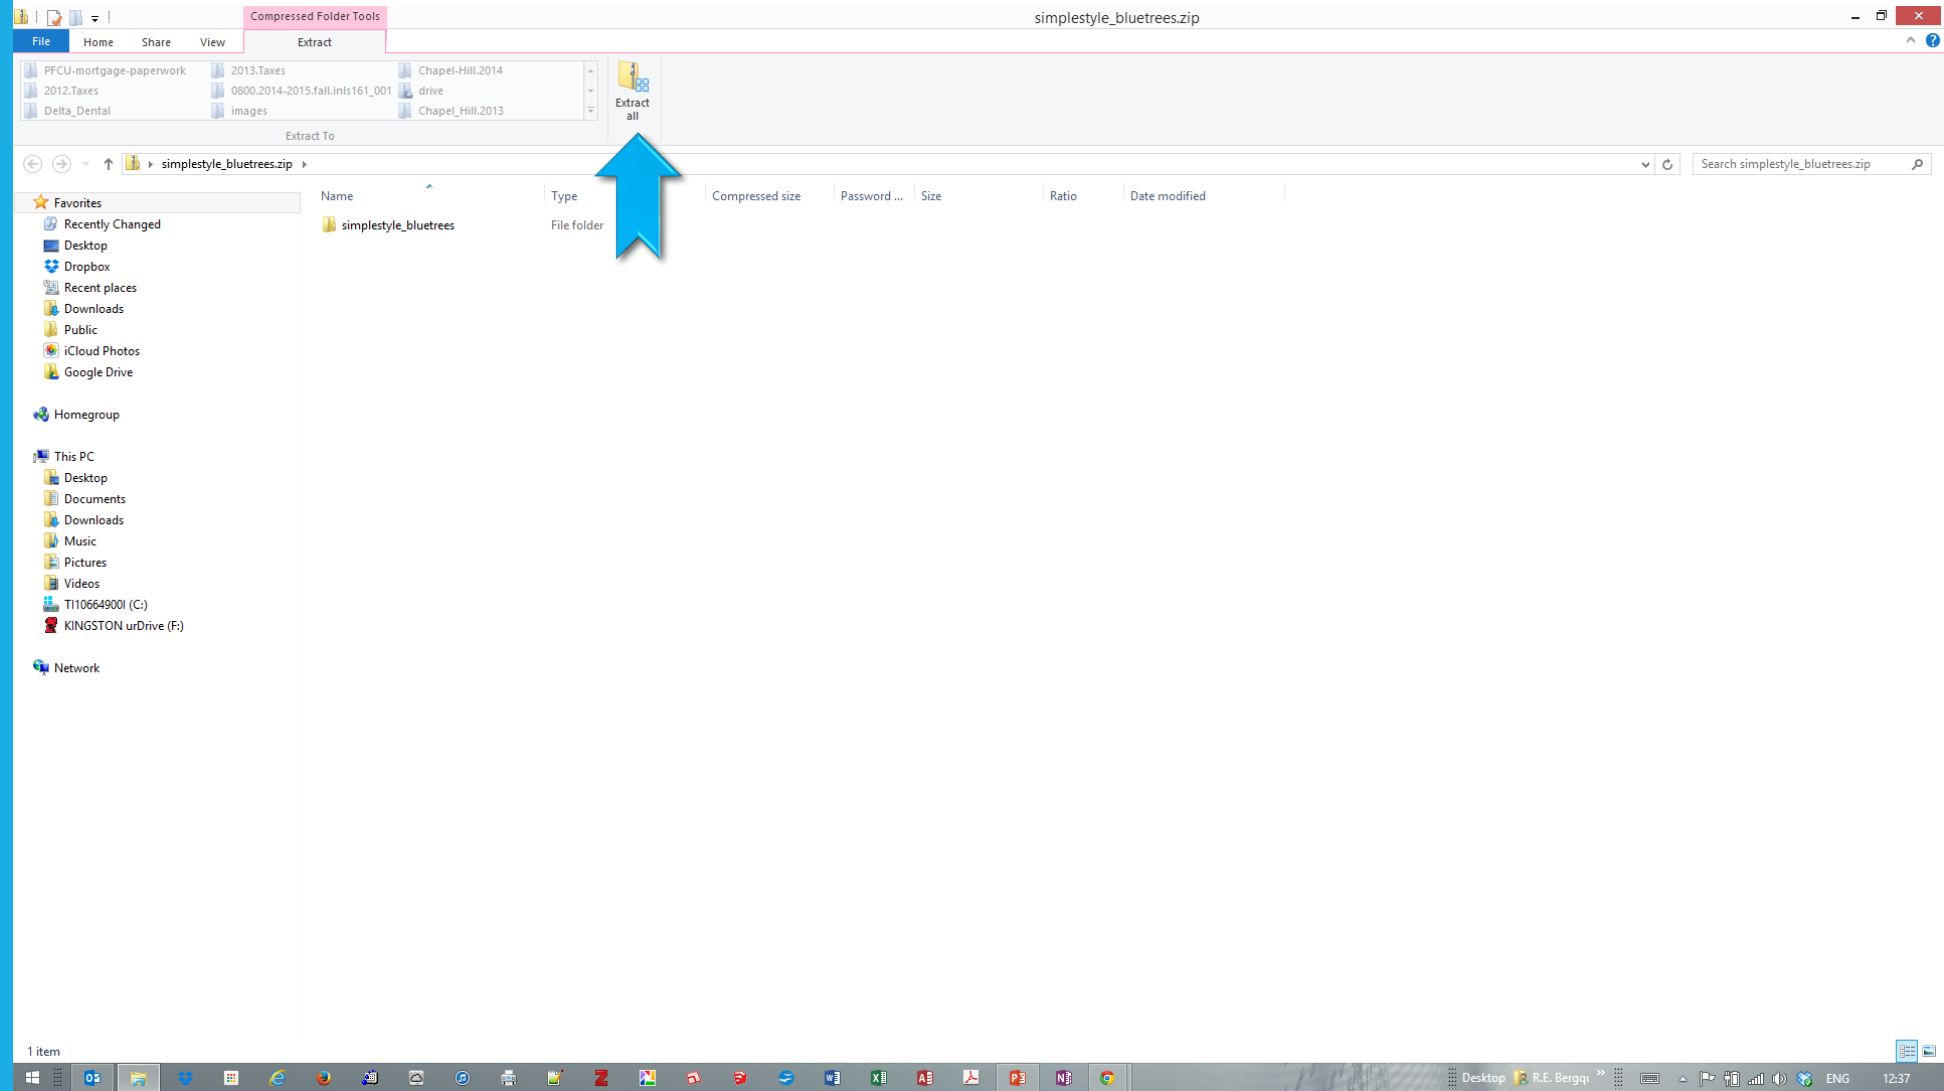 Compressed Folder Tools
simplestyle_bluetrees.zip
File Home Share View Extract
PFCU-mortgage-paperwork 2013.Taxes Chapel-Hill.2014
2012.Taxes 0800.2014-2015.fall.inls161_001 drive
Delta_Dental images Chapel_Hill.2013
Extract
all
Extract To
simplestyle_bluetrees.zip
Search simplestyle_bluetrees.zip
Name Type Compressed size Password ... Size Ratio Date modified
simplestyle_bluetrees File folder
Favorites
Recently Changed
Desktop
Dropbox
Recent places
Downloads
Public
iCloud Photos
Google Drive
Homegroup
This PC
Desktop
Documents
Downloads
Music
Pictures
Videos
TI10664900I (C:)
KINGSTON urDrive (F:)
Network
1 item
Desktop R.E. Bergqu ENG 12:37